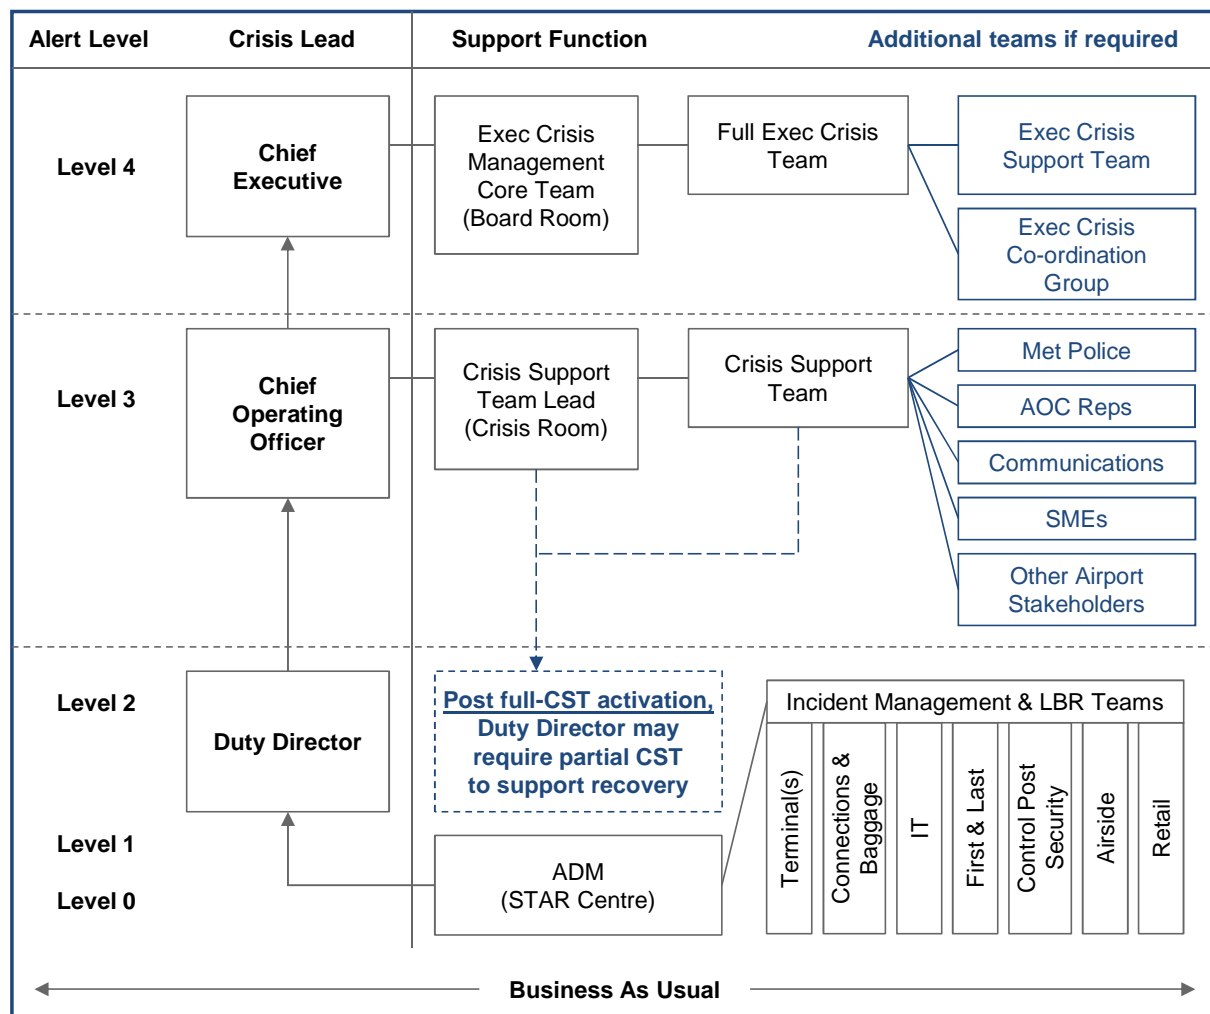 Alert Level
Crisis Lead
Support Function
Additional teams if required
Level 4
Chief
Executive
Exec Crisis
Management
Core Team
(Board Room)
Full Exec Crisis
Team
Exec Crisis
Support Team
Exec Crisis
Co-ordination
Group
Level 3
Chief
Operating
Officer
Crisis Support
Team Lead
(Crisis Room)
Crisis Support
Team
Met Police
AOC Reps
Communications
SMEs
Other Airport
Stakeholders
Level 2
Duty Director
Post full-CST activation,
Duty Director may
require partial CST
to support recovery
Incident Management & LBR Teams
Terminal(s)
Connections &
Baggage
IT
First & Last
Control Post
Security
Airside
Retail
Level 1
Level 0
ADM
(STAR Centre)
Business As Usual